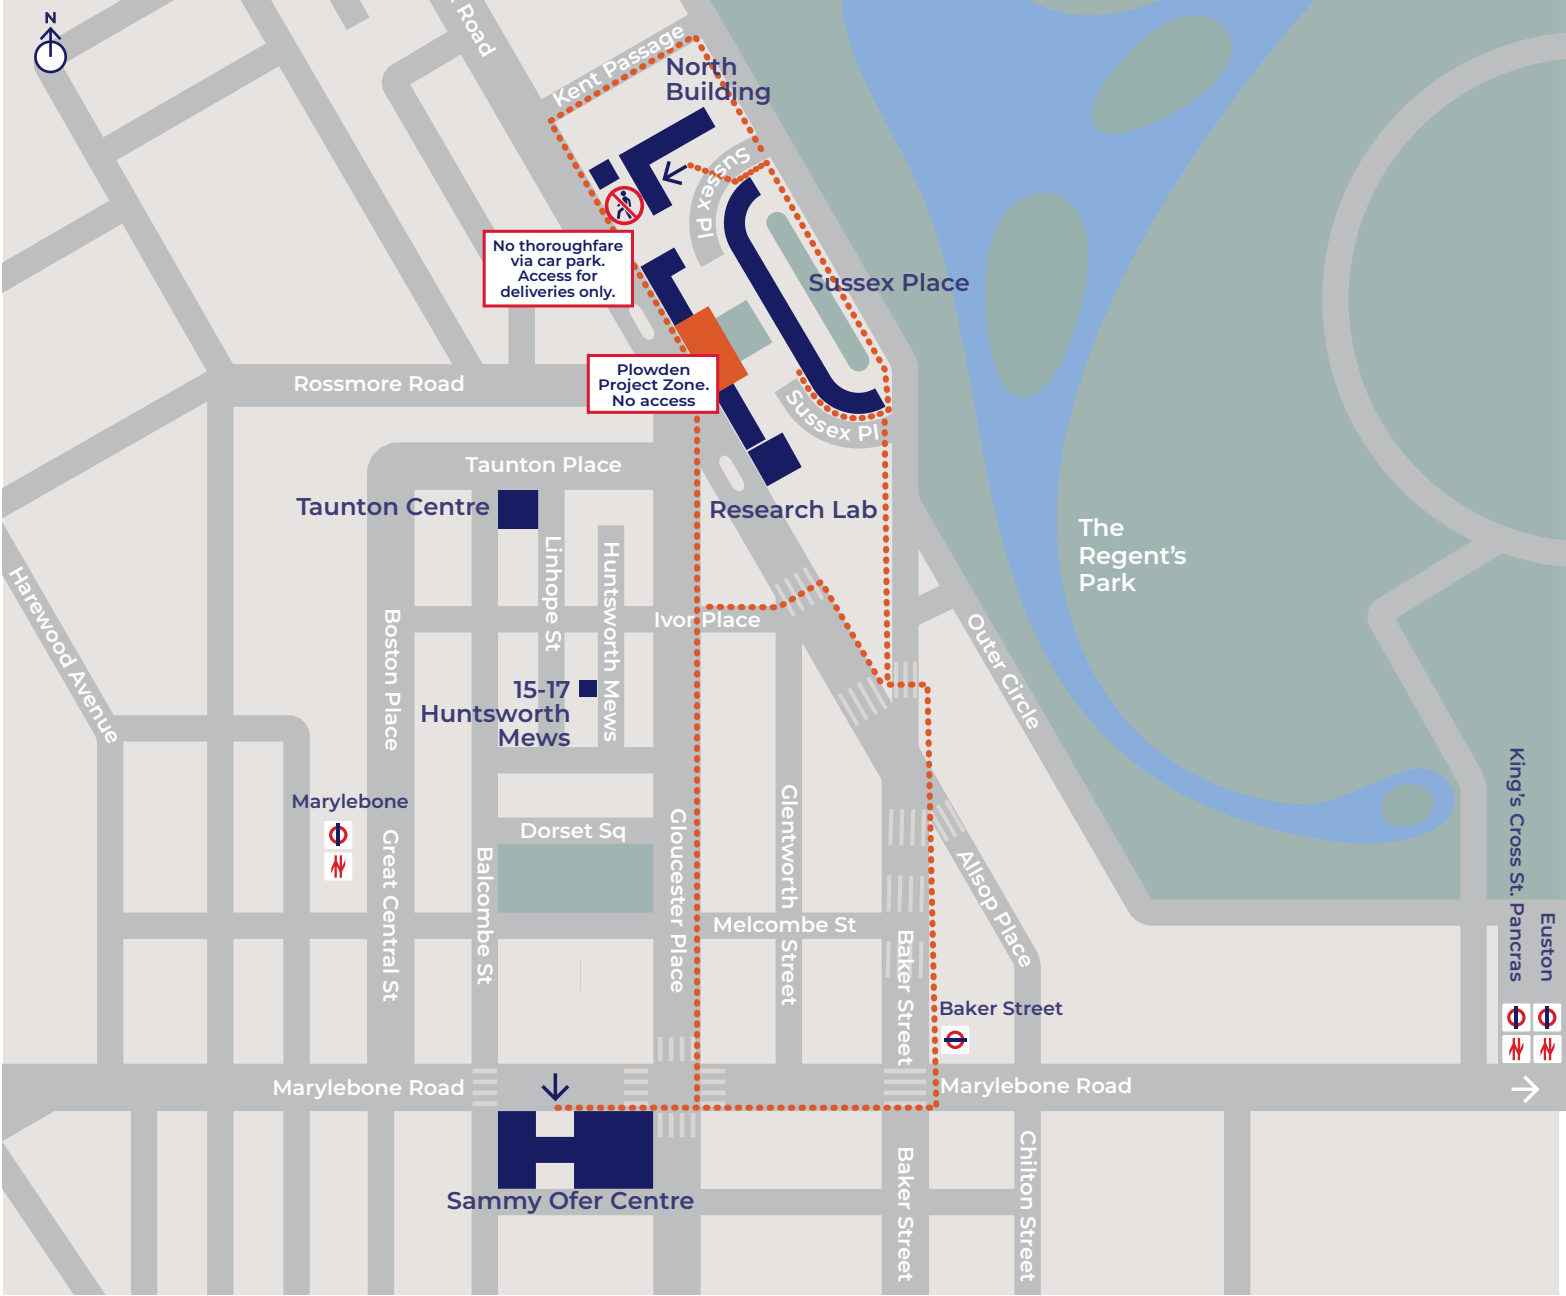 N
Road
Kent Passage
North
Building
Sussex Pl
No thoroughfare
via car park.
Access for
deliveries only.
Sussex Place
Plowden
Project Zone.
No access
Rossmore Road
Sussex Pl
Taunton Place
Taunton Centre
Research Lab
The
Regent's
Park
Linhope St
Huntsworth Mews
Harewood Avenue
Boston Place
Ivor Place
Outer Circle
15-17
Huntsworth
Mews
Marylebone
Dorset Sq
Great Central St
Balcombe St
Gloucester Place
Glentworth
Street
Melcombe St
Allsop Place
Baker Street
King's Cross St. Pancras
Euston
Baker Street
Marylebone Road
Marylebone Road
Sammy Ofer Centre
Baker Street
Chilton Street